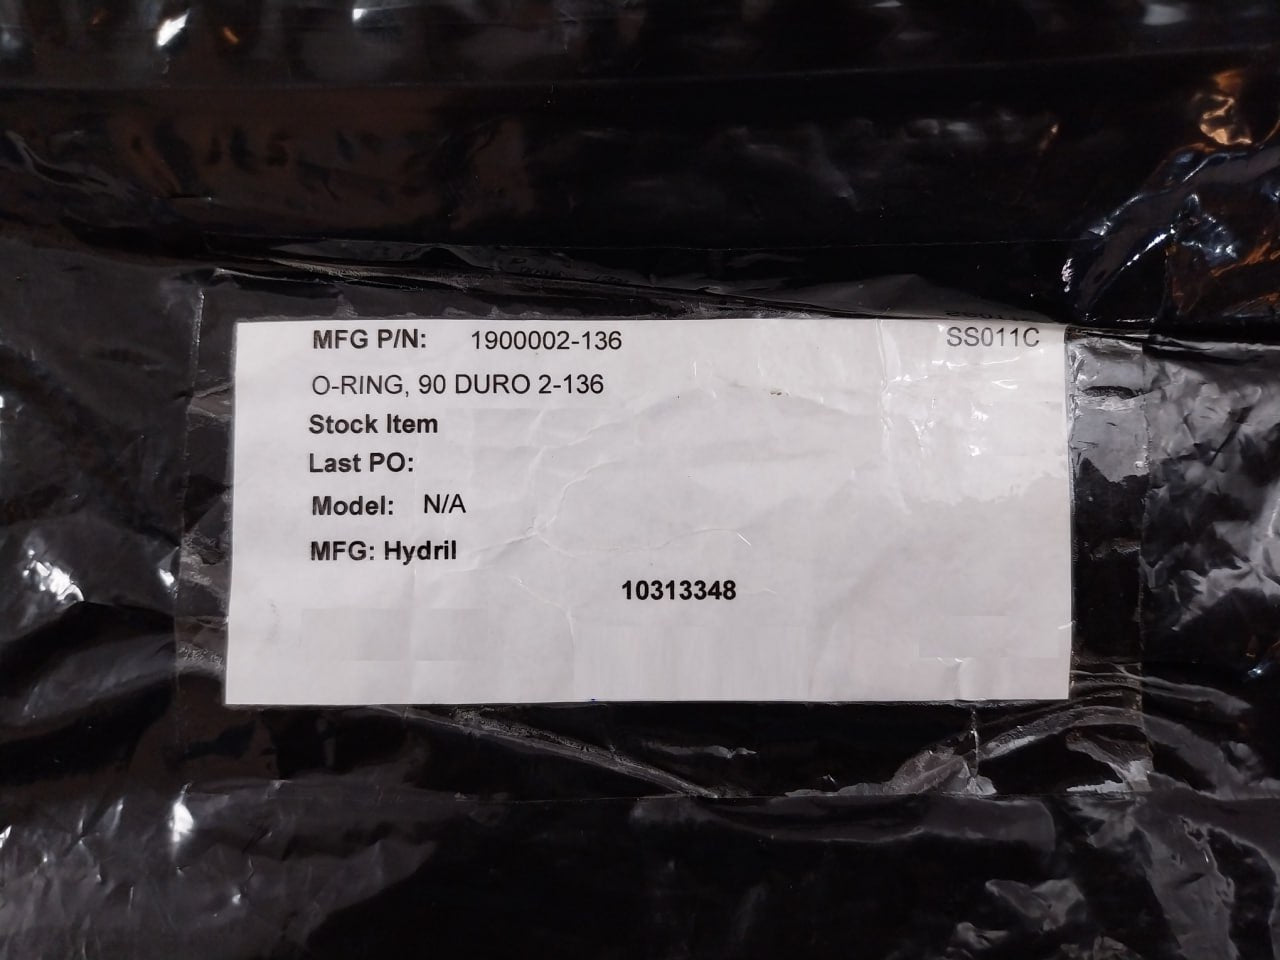 MFG P/N: 1900002-136 SS011C
O-RING, 90 DURO 2-136
Stock Item
Last PO:
Model: N/A
MFG: Hydril
10313348